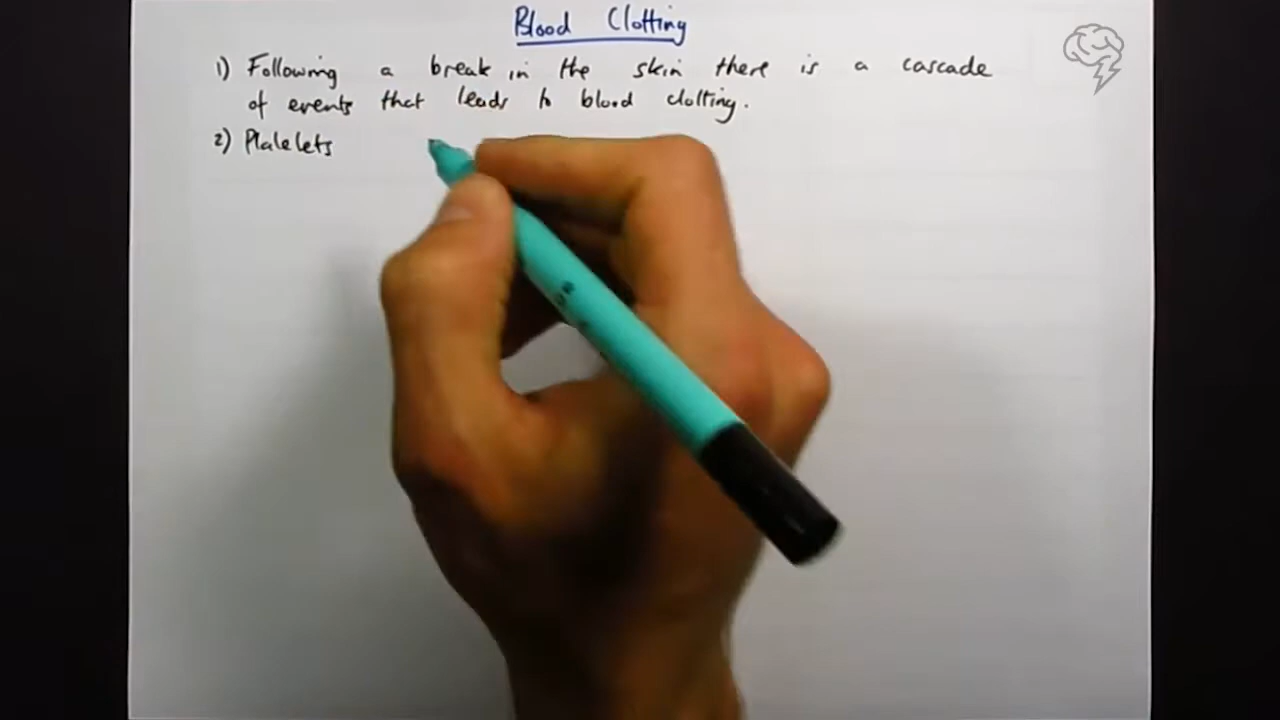 Blood Clotting
1) Following a break in the skin there is a cascade
of events that leads to blood clotting.
2) Platelets